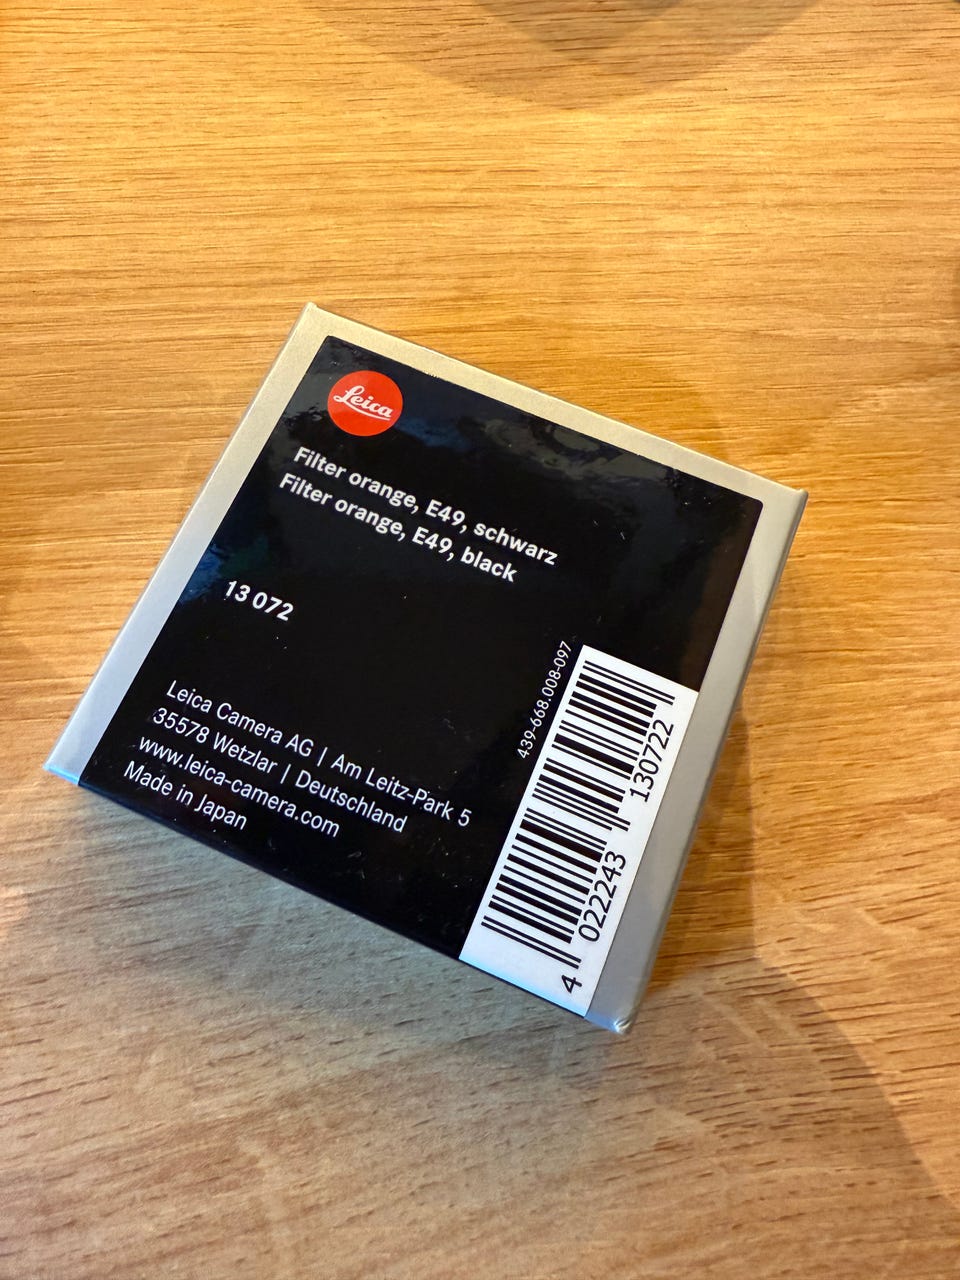 Leica
Filter orange, E49, schwarz
Filter orange, E49, black
13 072
439-668.008-097
Leica Camera AG | Am Leitz-Park 5
35578 Wetzlar | Deutschland
www.leica-camera.com
Made in Japan
4 022243 130722